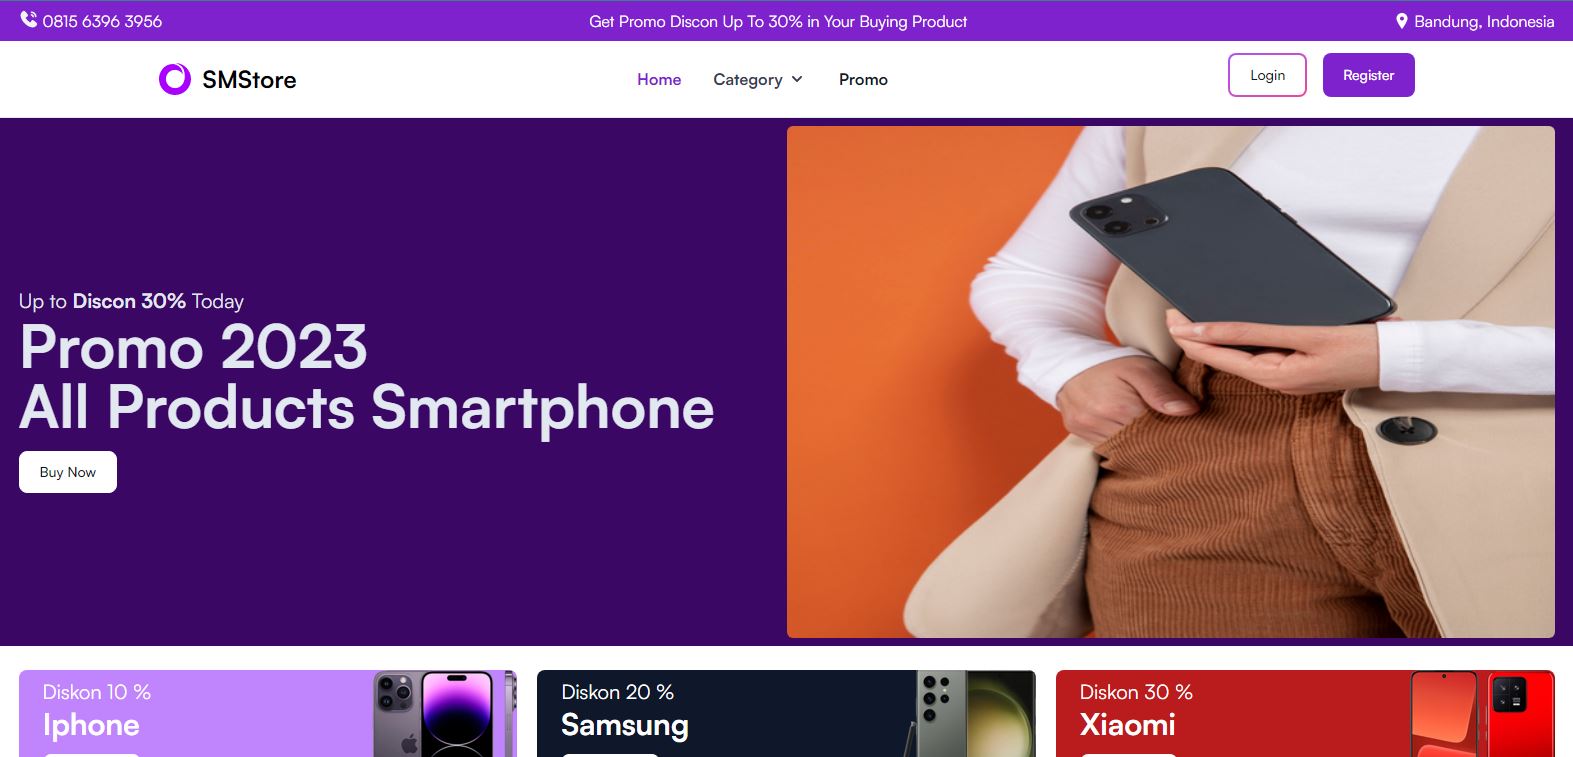 0815 6396 3956
Get Promo Discon Up To 30% in Your Buying Product
Bandung, Indonesia
SMStore
Home
Category
Promo
Login
Register
Up to Discon 30% Today
Promo 2023
All Products Smartphone
Buy Now
Diskon 10 %
Iphone
Diskon 20 %
Samsung
Diskon 30 %
Xiaomi